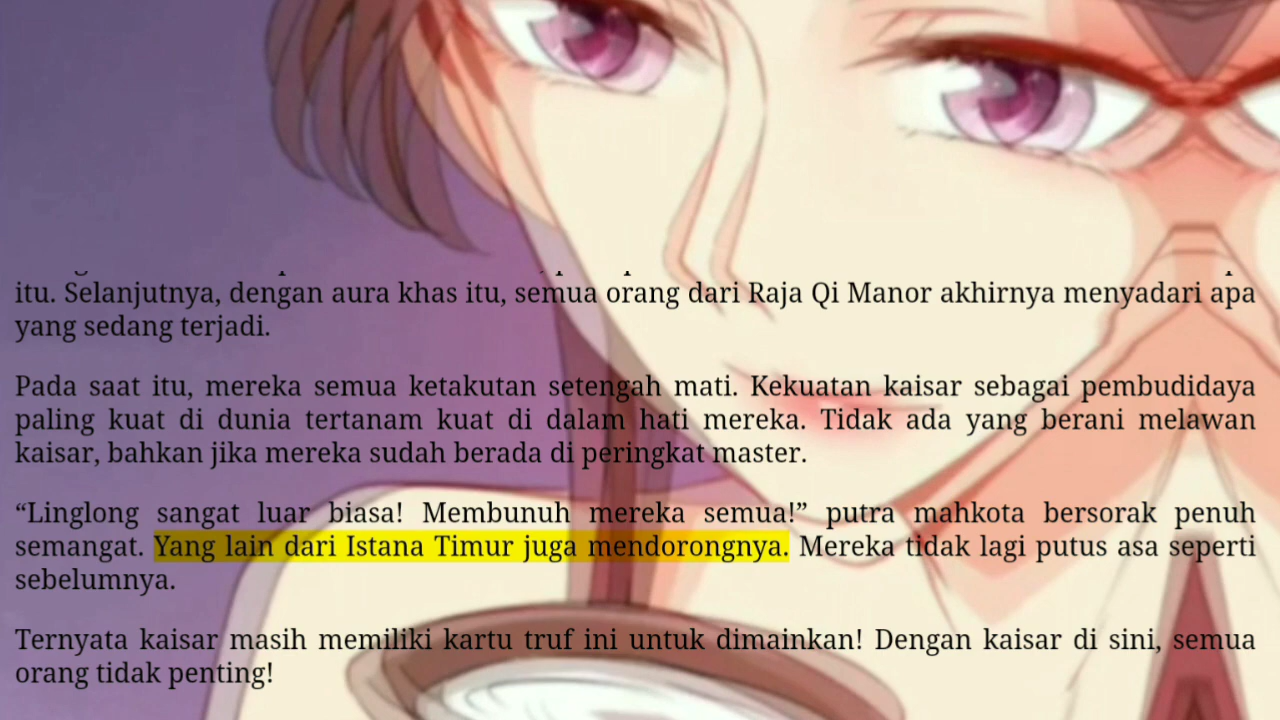 itu. Selanjutnya, dengan aura khas itu, semua orang dari Raja Qi Manor akhirnya menyadari apa
yang sedang terjadi.
Pada saat itu, mereka semua ketakutan setengah mati. Kekuatan kaisar sebagai pembudidaya
paling kuat di dunia tertanam kuat di dalam hati mereka. Tidak ada yang berani melawan
kaisar, bahkan jika mereka sudah berada di peringkat master.
“Linglong sangat luar biasa! Membunuh mereka semua!” putra mahkota bersorak penuh
semangat. Yang lain dari Istana Timur juga mendorongnya. Mereka tidak lagi putus asa seperti
sebelumnya.
Ternyata kaisar masih memiliki kartu truf ini untuk dimainkan! Dengan kaisar di sini, semua
orang tidak penting!